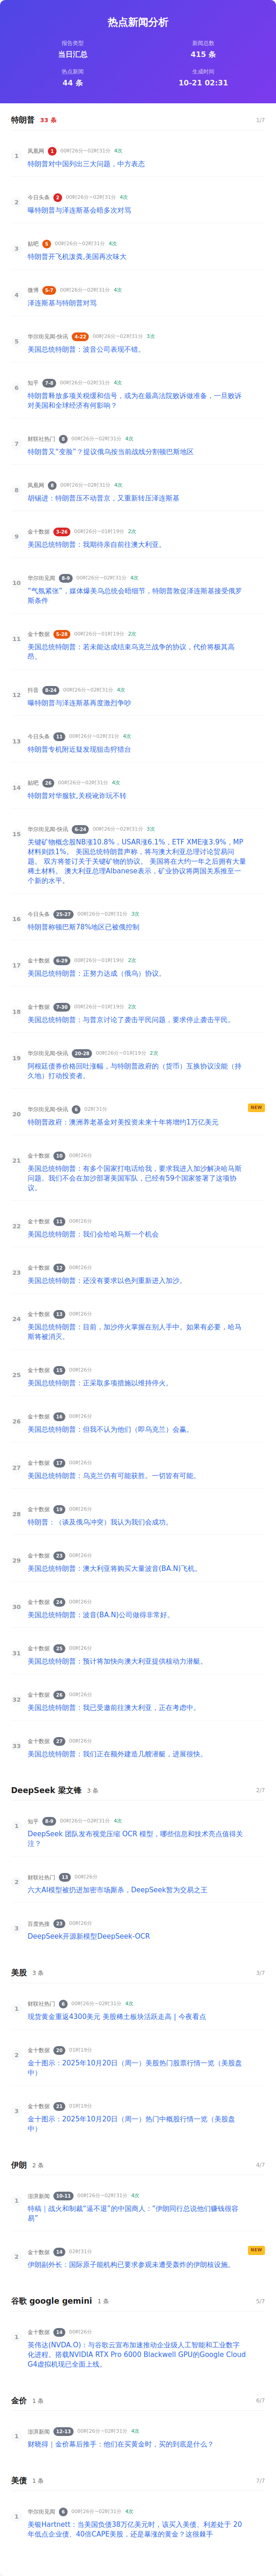 热点新闻分析
报告类型
新闻总数
当日汇总
415 条
热点新闻
生成时间
44 条
10-21 02:31
特朗普 33 条 1/7
1 凤凰网 1 00时26分~02时31分 4次
特朗普对中国列出三大问题，中方表态
2 今日头条 2 00时26分~02时31分 4次
曝特朗普与泽连斯基会晤多次对骂
3 贴吧 5 00时26分~02时31分 4次
特朗普开飞机泼粪,美国再次味大
4 微博 5-7 00时26分~02时31分 4次
泽连斯基与特朗普对骂
5 华尔街见闻-快讯 4-22 00时26分~02时31分 3次
美国总统特朗普：波音公司表现不错。
6 知乎 7-8 00时26分~02时31分 4次
特朗普释放多项关税缓和信号，或为在最高法院败诉做准备，一旦败诉
对美国和全球经济有何影响？
7 财联社热门 8 00时26分~02时31分 4次
特朗普又“变脸”？提议俄乌按当前战线分割顿巴斯地区
8 凤凰网 8 00时26分~02时31分 4次
胡锡进：特朗普压不动普京，又重新转压泽连斯基
9 金十数据 3-26 00时26分~01时19分 2次
美国总统特朗普：我期待亲自前往澳大利亚。
10 华尔街见闻 8-9 00时26分~02时31分 4次
“气氛紧张”，媒体爆美乌总统会晤细节，特朗普敦促泽连斯基接受俄罗
斯条件
11 金十数据 5-28 00时26分~01时19分 2次
美国总统特朗普：若未能达成结束乌克兰战争的协议，代价将极其高
昂。
12 抖音 8-24 00时26分~02时31分 4次
曝特朗普与泽连斯基再度激烈争吵
13 今日头条 11 00时26分~02时31分 4次
特朗普专机附近疑发现狙击狩猎台
14 贴吧 26 00时26分~02时31分 4次
特朗普对华服软,关税讹诈玩不转
15 华尔街见闻-快讯 6-24 00时26分~02时31分 3次
关键矿物概念股NB涨10.8%，USAR涨6.1%，ETF XME涨3.9%，MP
材料则跌1%。 美国总统特朗普声称，将与澳大利亚总理讨论贸易问
题。 双方将签订关于关键矿物的协议。 美国将在大约一年之后拥有大量
稀土材料。 澳大利亚总理Albanese表示，矿业协议将两国关系推至一
个新的水平。
16 今日头条 25-27 00时26分~02时31分 3次
特朗普称顿巴斯78%地区已被俄控制
17 金十数据 6-29 00时26分~01时19分 2次
美国总统特朗普：正努力达成（俄乌）协议。
18 金十数据 7-30 00时26分~01时19分 2次
美国总统特朗普：与普京讨论了袭击平民问题，要求停止袭击平民。
19 华尔街见闻-快讯 20-28 00时26分~01时19分 2次
阿根廷债券价格回吐涨幅，与特朗普政府的（货币）互换协议没能（持
久地）打动投资者。
20 华尔街见闻-快讯 6 02时31分 NEW
特朗普政府：澳洲养老基金对美投资未来十年将增约1万亿美元
21 金十数据 10 00时26分
美国总统特朗普：有多个国家打电话给我，要求我进入加沙解决哈马斯
问题。我们不会在加沙部署美国军队，已经有59个国家签署了这项协
议。
22 金十数据 11 00时26分
美国总统特朗普：我们会给哈马斯一个机会
23 金十数据 12 00时26分
美国总统特朗普：还没有要求以色列重新进入加沙。
24 金十数据 13 00时26分
美国总统特朗普：目前，加沙停火掌握在别人手中。如果有必要，哈马
斯将被消灭。
25 金十数据 15 00时26分
美国总统特朗普：正采取多项措施以维持停火。
26 金十数据 16 00时26分
美国总统特朗普：但我不认为他们（即乌克兰）会赢。
27 金十数据 17 00时26分
美国总统特朗普：乌克兰仍有可能获胜。一切皆有可能。
28 金十数据 19 00时26分
特朗普：（谈及俄乌冲突）我认为我们会成功。
29 金十数据 23 00时26分
美国总统特朗普：澳大利亚将购买大量波音(BA.N)飞机。
30 金十数据 24 00时26分
美国总统特朗普：波音(BA.N)公司做得非常好。
31 金十数据 25 00时26分
美国总统特朗普：预计将加快向澳大利亚提供核动力潜艇。
32 金十数据 26 00时26分
美国总统特朗普：我已受邀前往澳大利亚，正在考虑中。
33 金十数据 27 00时26分
美国总统特朗普：我们正在额外建造几艘潜艇，进展很快。
DeepSeek 梁文锋 3 条 2/7
1 知乎 8-9 00时26分~02时31分 4次
DeepSeek 团队发布视觉压缩 OCR 模型，哪些信息和技术亮点值得关
注？
2 财联社热门 13 00时26分
六大AI模型被扔进加密市场厮杀，DeepSeek暂为交易之王
3 百度热搜 23 00时26分
DeepSeek开源新模型DeepSeek-OCR
美股 3 条 3/7
1 财联社热门 6 00时26分~02时31分 4次
现货黄金重返4300美元 美股稀土板块活跃走高 | 今夜看点
2 金十数据 20 01时19分
金十图示：2025年10月20日（周一）美股热门股票行情一览（美股盘
中）
3 金十数据 21 01时19分
金十图示：2025年10月20日（周一）热门中概股行情一览（美股盘
中）
伊朗 2 条 4/7
1 澎湃新闻 10-11 00时26分~02时31分 4次
特稿｜战火和制裁“逼不退”的中国商人：“伊朗同行总说他们赚钱很容
易”
2 金十数据 14 02时31分 NEW
伊朗副外长：国际原子能机构已要求参观未遭受轰炸的伊朗核设施。
谷歌 google gemini 1 条 5/7
1 金十数据 14 00时26分
英伟达(NVDA.O)：与谷歌云宣布加速推动企业级人工智能和工业数字
化进程。搭载NVIDIA RTX Pro 6000 Blackwell GPU的Google Cloud
G4虚拟机现已全面上线。
金价 1 条 6/7
1 澎湃新闻 12-13 00时26分~02时31分 4次
财晓得｜金价幕后推手：他们在买黄金时，买的到底是什么？
美债 1 条 7/7
1 华尔街见闻 6 00时26分~02时31分 4次
美银Hartnett：当美国负债38万亿美元时，该买入美债、利差处于 20
年低点企业债、40倍CAPE美股，还是暴涨的黄金？这很棘手